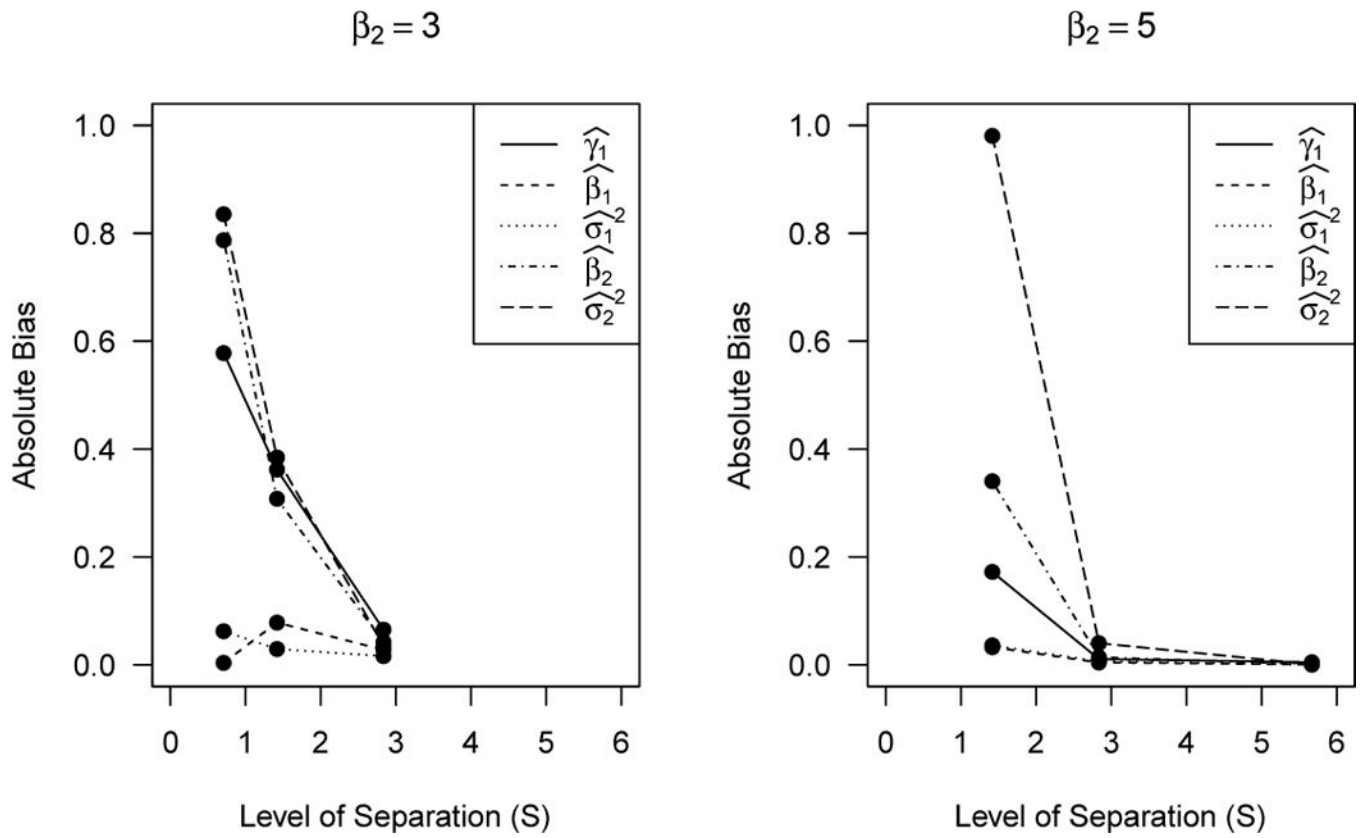 β₂ = 3
Absolute Bias
1.0
0.8
0.6
0.4
0.2
0.0
0 1 2 3 4 5 6
Level of Separation (S)
γ̂₁
β̂₁
σ̂₁²
β̂₂
σ̂₂²
β₂ = 5
Absolute Bias
1.0
0.8
0.6
0.4
0.2
0.0
0 1 2 3 4 5 6
Level of Separation (S)
γ̂₁
β̂₁
σ̂₁²
β̂₂
σ̂₂²